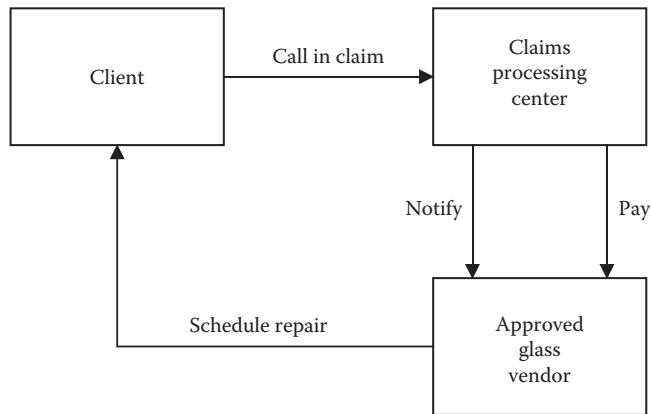 Client
Call in claim
Claims
processing
center
Notify
Pay
Schedule repair
Approved
glass
vendor